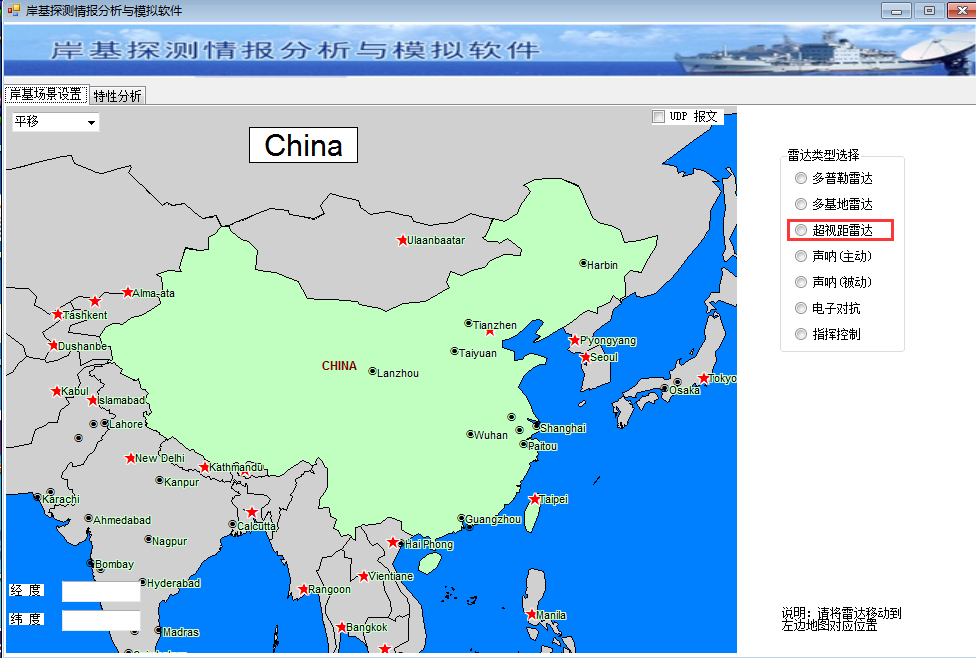 岸基探测情报分析与模拟软件
岸基探测情报分析与模拟软件
岸基场景设置 特性分析
平移
UDP 报文
China
雷达类型选择
多普勒雷达
多基地雷达
超视距雷达
声呐(主动)
声呐(被动)
电子对抗
指挥控制
Ulaanbaatar
Harbin
Alma-ata
Tashkent
Tianzhen
P'yongyang
Dushanbe
Taiyuan
Seoul
CHINA
Lanzhou
Tokyo
Kabul
Osaka
Islamabad
Lahore
Shanghai
Wuhan
Paitou
New Delhi
Kathmandu
Kanpur
Karachi
Taipei
Ahmedabad
Guangzhou
Calcutta
Nagpur
Hai Phong
Bombay
Vientiane
Hyderabad
Rangoon
经 度
纬 度
Manila
Bangkok
Madras
说明：请将雷达移动到
左边地图对应位置